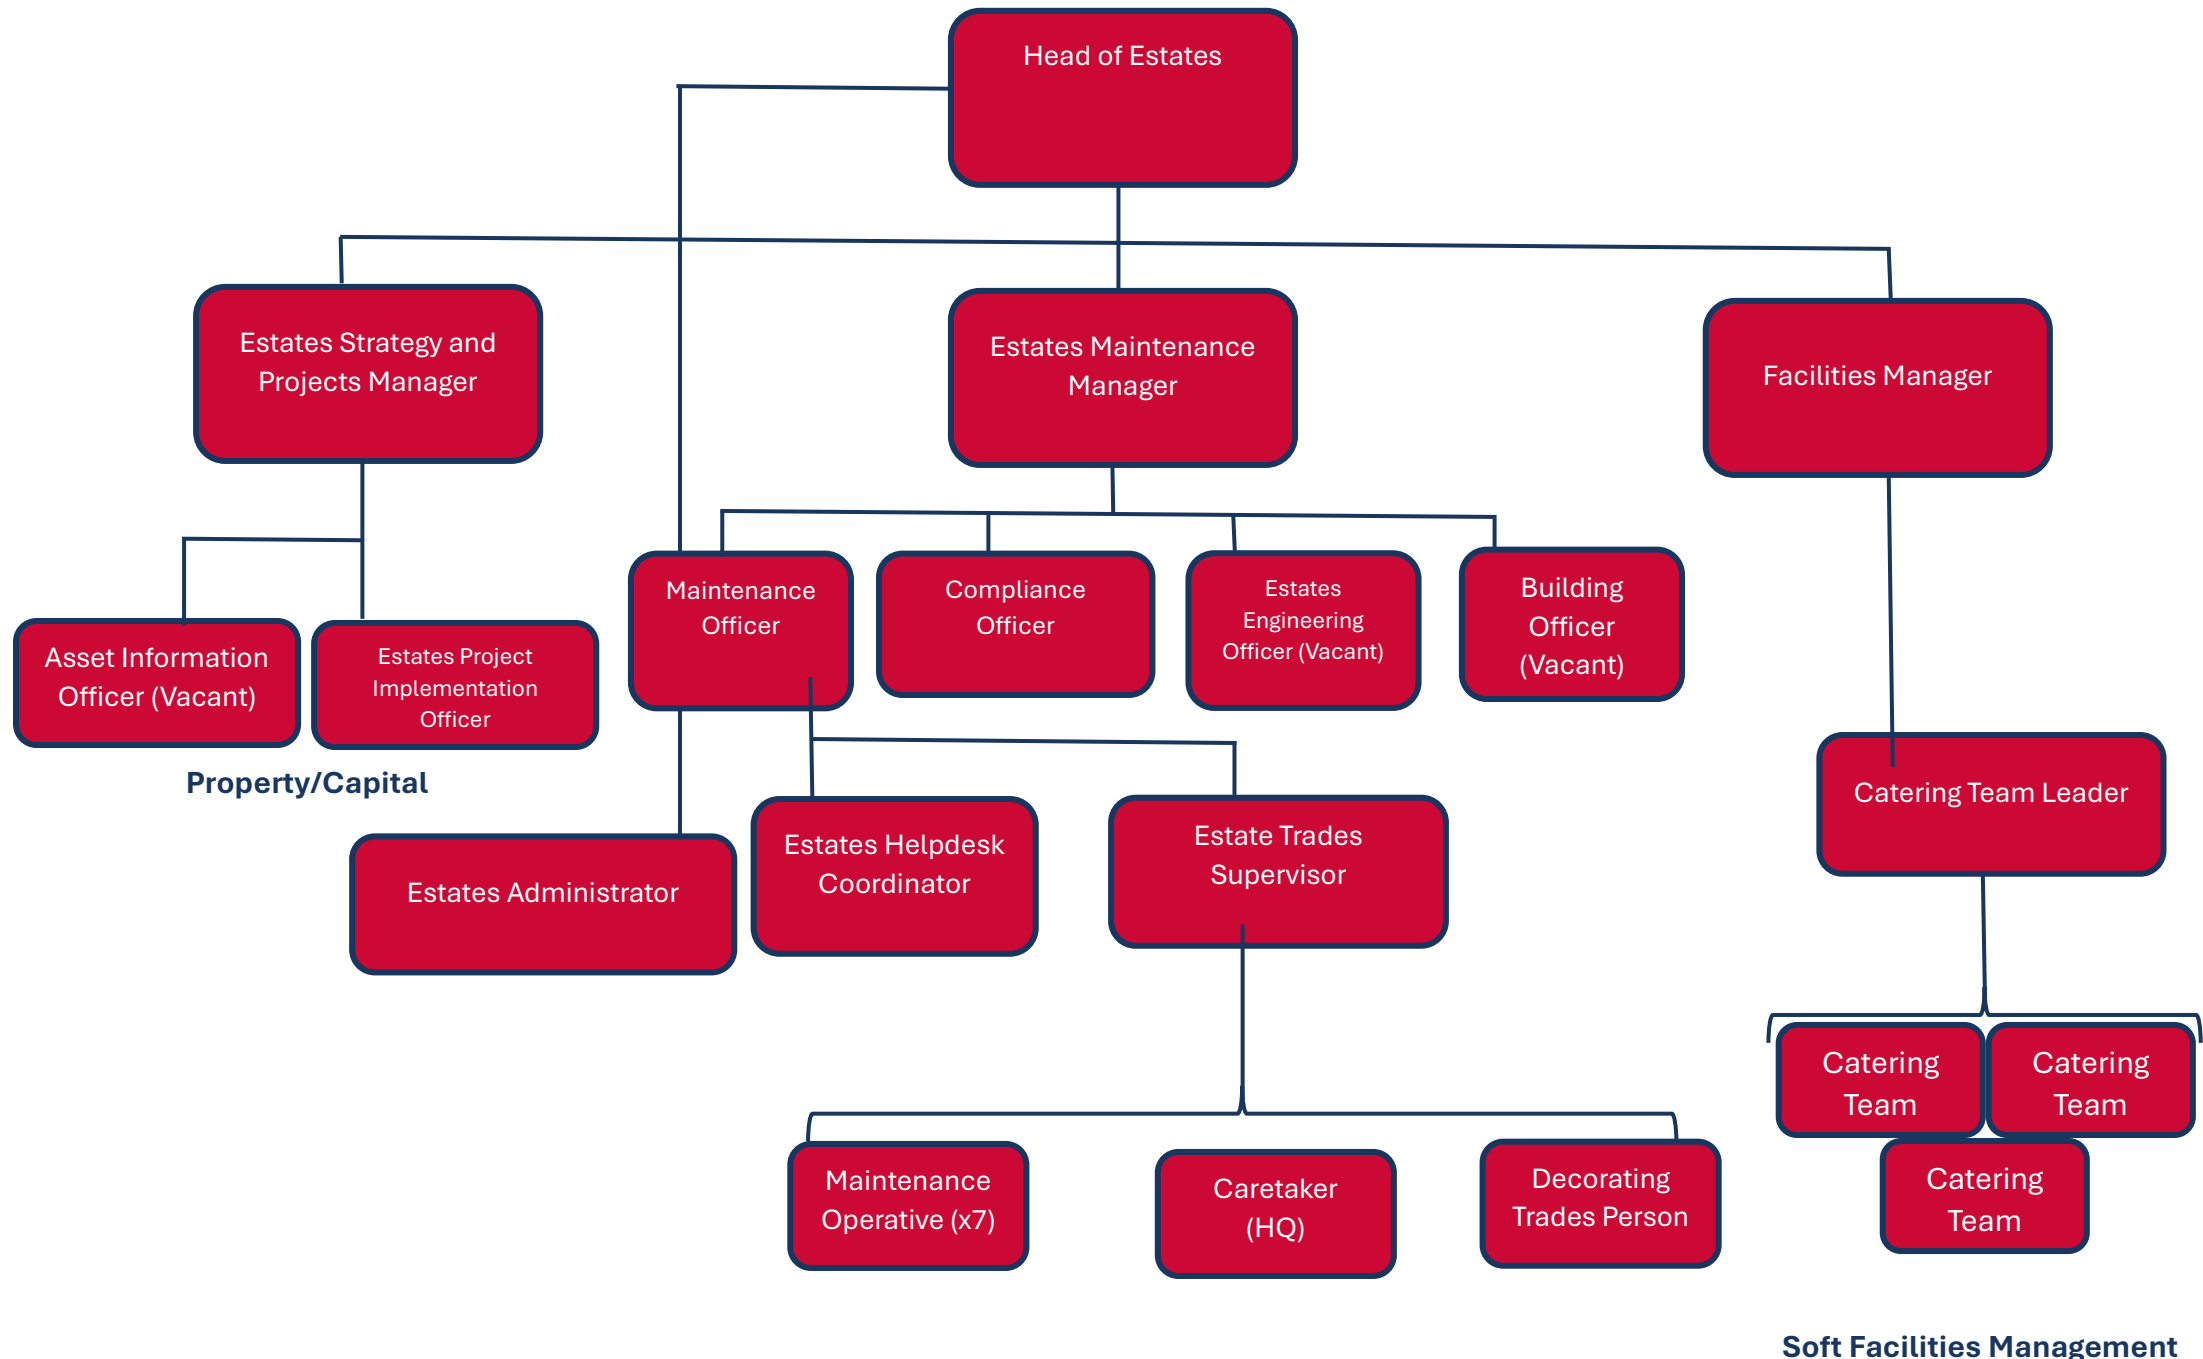 Head of Estates
Estates Strategy and
Projects Manager
Estates Maintenance
Manager
Facilities Manager
Maintenance
Officer
Compliance
Officer
Estates
Engineering
Officer (Vacant)
Building
Officer
(Vacant)
Asset Information
Officer (Vacant)
Estates Project
Implementation
Officer
Property/Capital
Estates Administrator
Estates Helpdesk
Coordinator
Estate Trades
Supervisor
Catering Team Leader
Catering
Team
Catering
Team
Catering
Team
Maintenance
Operative (x7)
Caretaker
(HQ)
Decorating
Trades Person
Soft Facilities Management